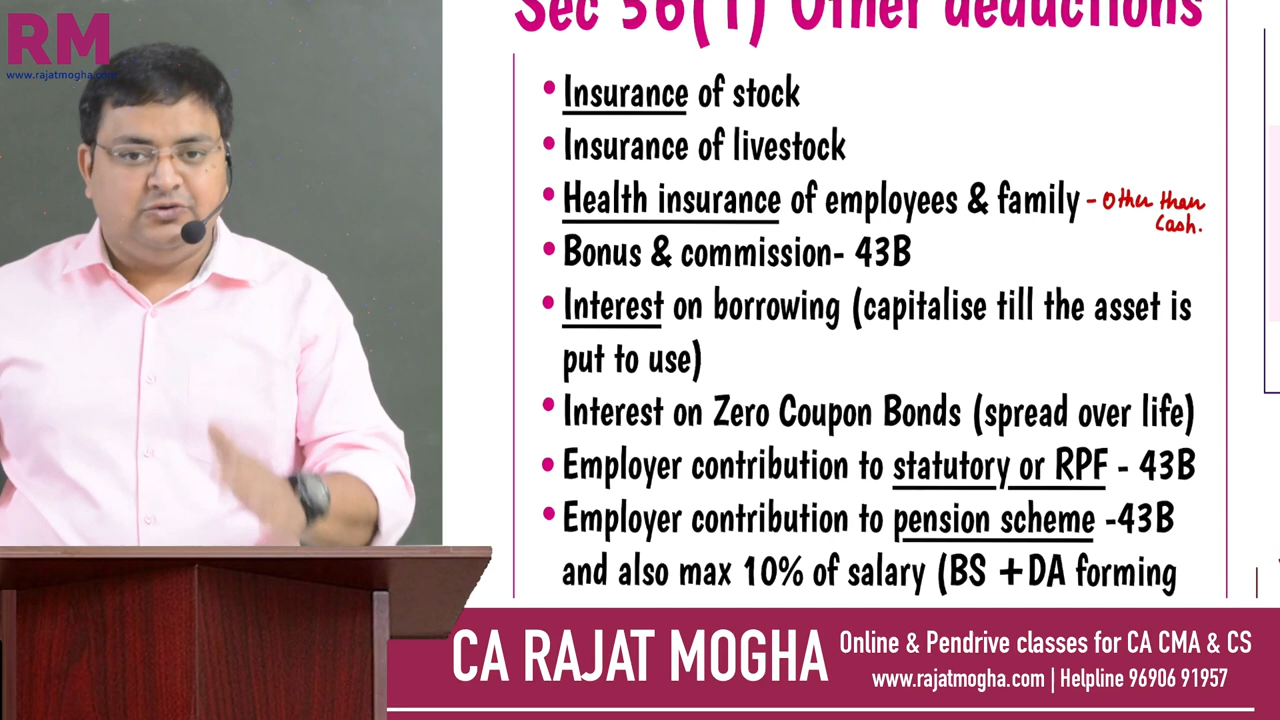 RM
www.rajatmogha.com
Sec 36(1) Other deductions
• Insurance of stock
• Insurance of livestock
• Health insurance of employees & family - other than
cash.
• Bonus & commission- 43B
• Interest on borrowing (capitalise till the asset is
put to use)
• Interest on Zero Coupon Bonds (spread over life)
• Employer contribution to statutory or RPF - 43B
• Employer contribution to pension scheme -43B
and also max 10% of salary (BS +DA forming
CA RAJAT MOGHA
Online & Pendrive classes for CA CMA & CS
www.rajatmogha.com | Helpline 96906 91957